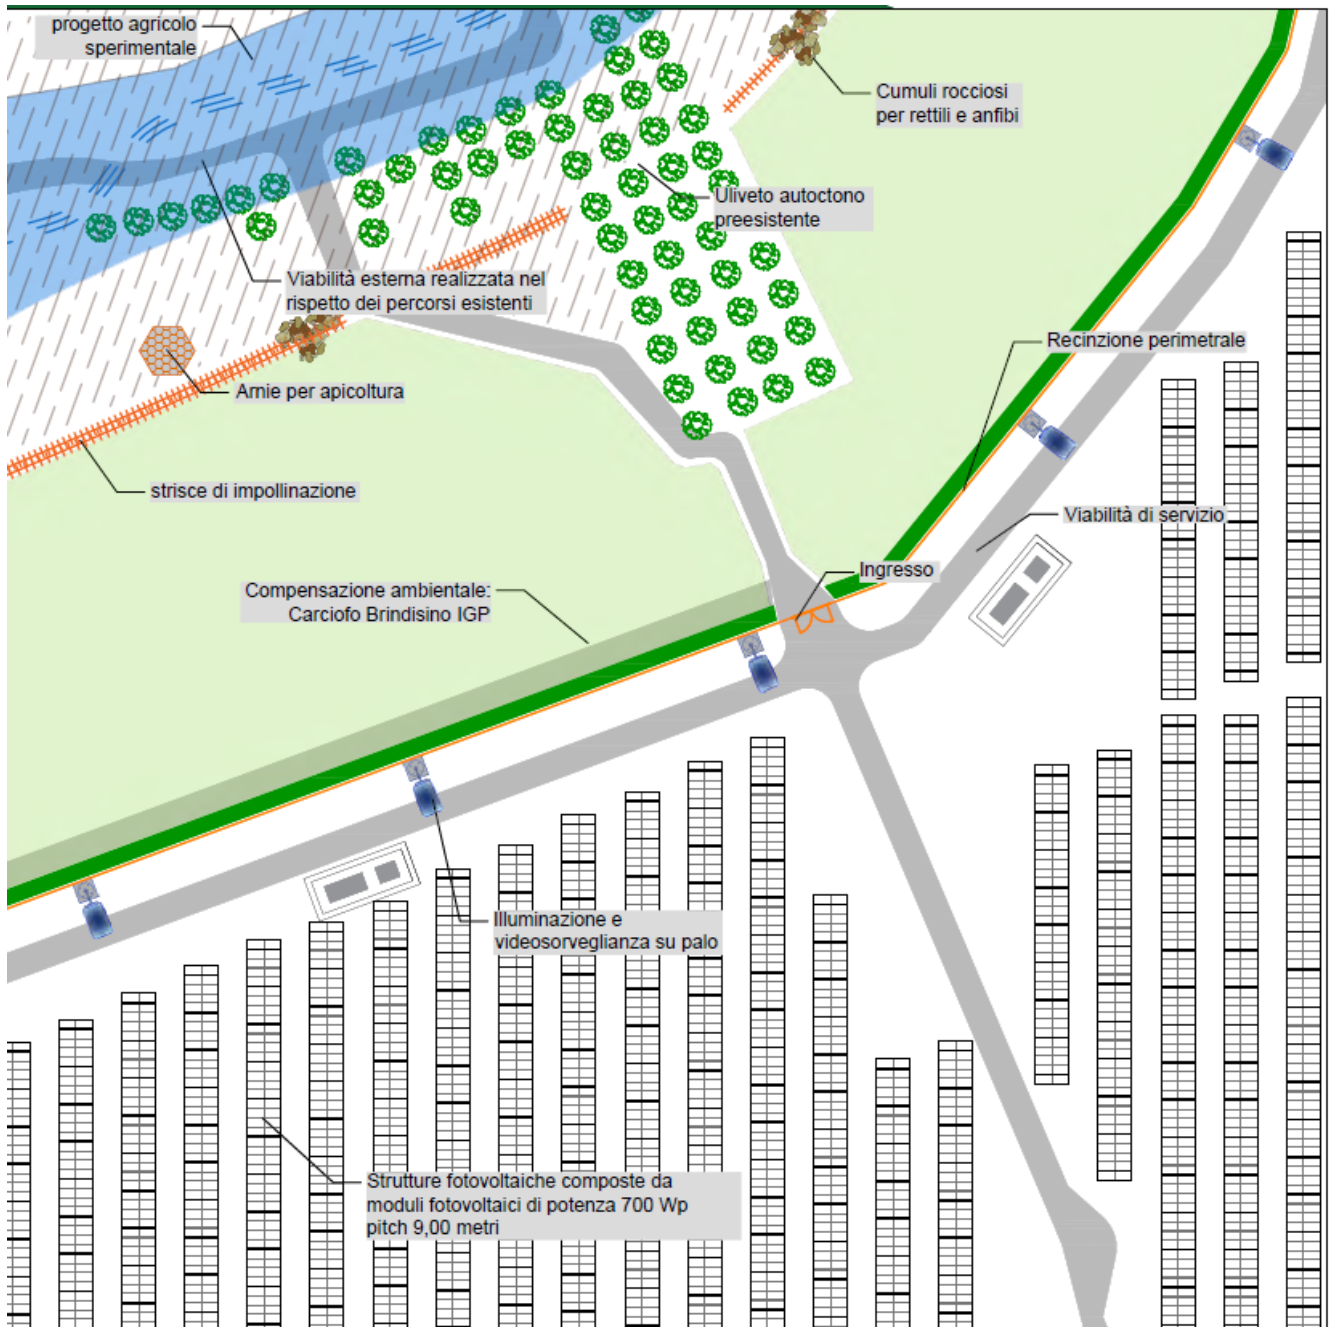 progetto agricolo
sperimentale
Cumuli rocciosi
per rettili e anfibi
Uliveto autoctono
preesistente
Viabilità esterna realizzata nel
rispetto dei percorsi esistenti
Recinzione perimetrale
Arnie per apicoltura
strisce di impollinazione
Viabilità di servizio
Ingresso
Compensazione ambientale:
Carciofo Brindisino IGP
Illuminazione e
videosorveglianza su palo
Strutture fotovoltaiche composte da
moduli fotovoltaici di potenza 700 Wp
pitch 9,00 metri